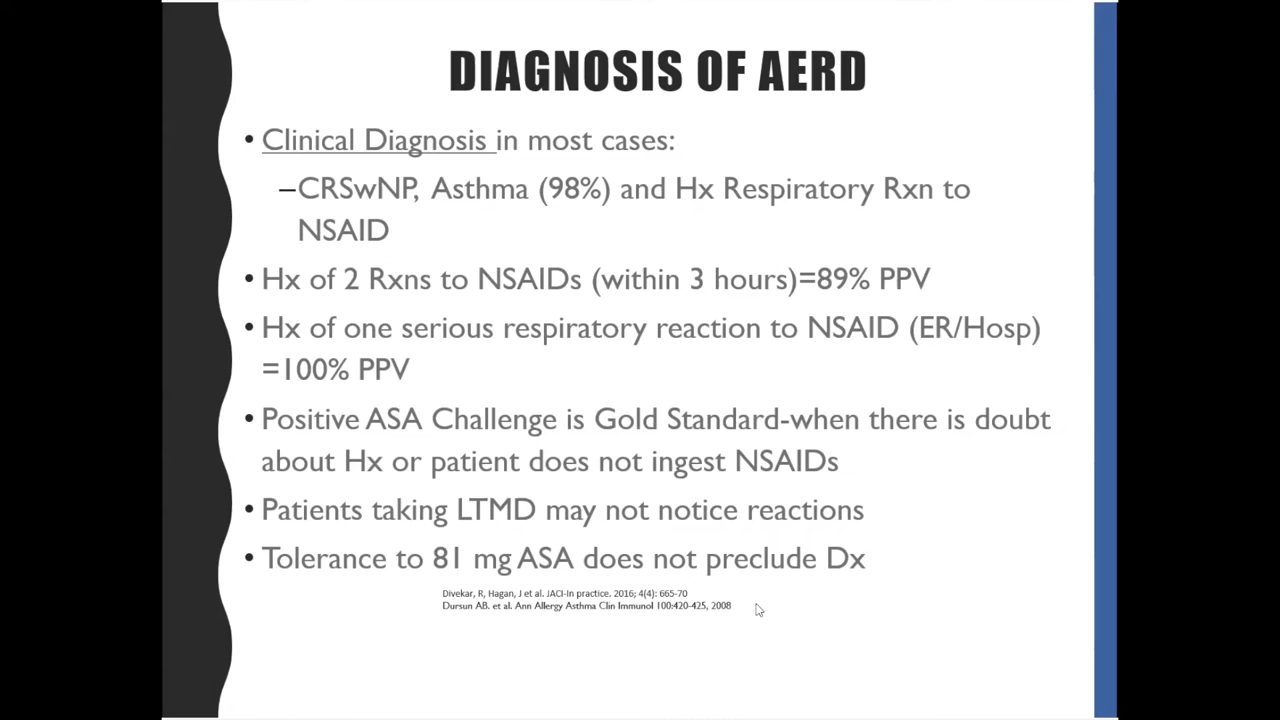 DIAGNOSIS OF AERD
• Clinical Diagnosis in most cases:
–CRSwNP, Asthma (98%) and Hx Respiratory Rxn to
NSAID
• Hx of 2 Rxns to NSAIDs (within 3 hours)=89% PPV
• Hx of one serious respiratory reaction to NSAID (ER/Hosp)
=100% PPV
• Positive ASA Challenge is Gold Standard-when there is doubt
about Hx or patient does not ingest NSAIDs
• Patients taking LTMD may not notice reactions
• Tolerance to 81 mg ASA does not preclude Dx
Divekar, R, Hagan, J et al. JACI-In practice. 2016; 4(4): 665-70
Dursun AB. et al. Ann Allergy Asthma Clin Immunol 100:420-425, 2008